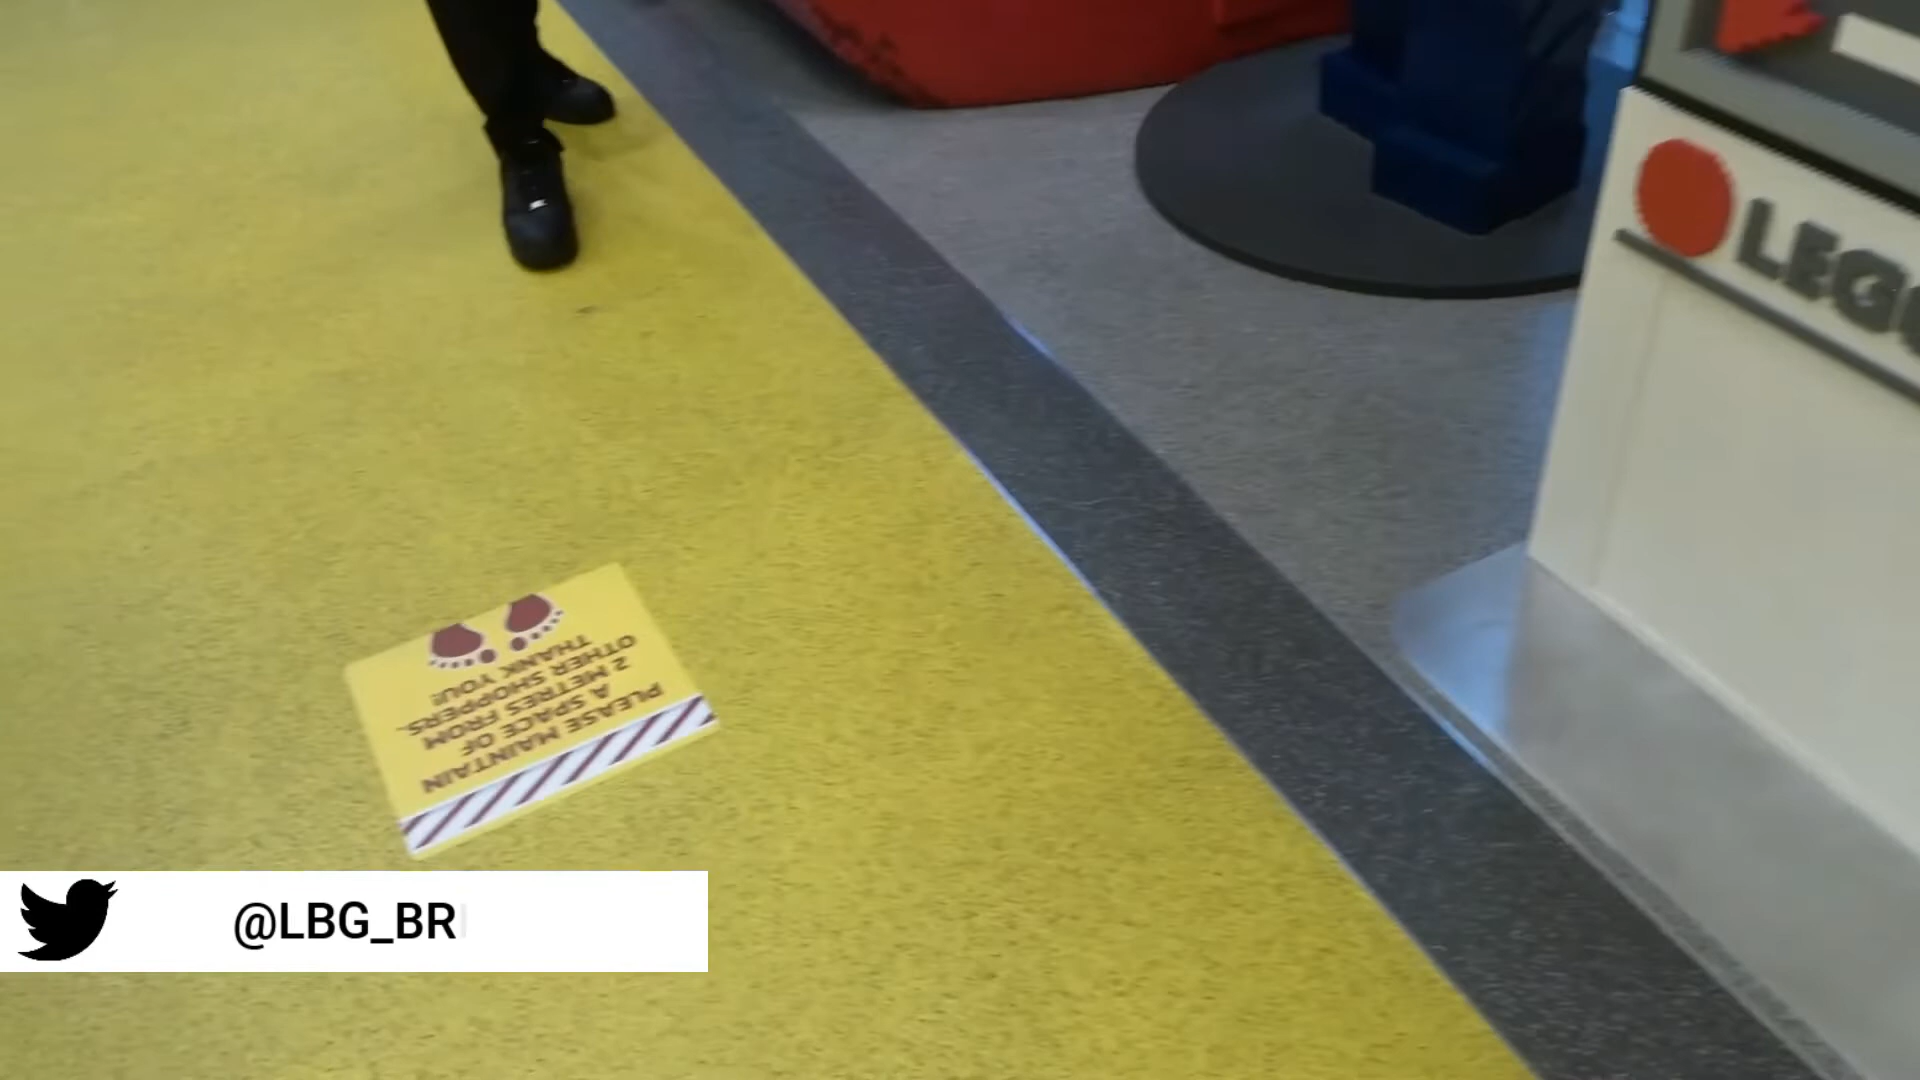 LEGO
PLEASE MAINTAIN
A SPACE OF
2 METRES FROM
OTHER SHOPPERS.
THANK YOU!
@LBG_BR